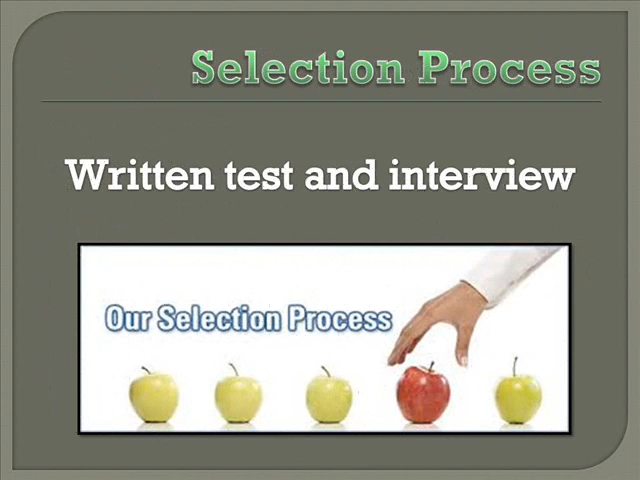 Selection Process
Written test and interview
Our Selection Process